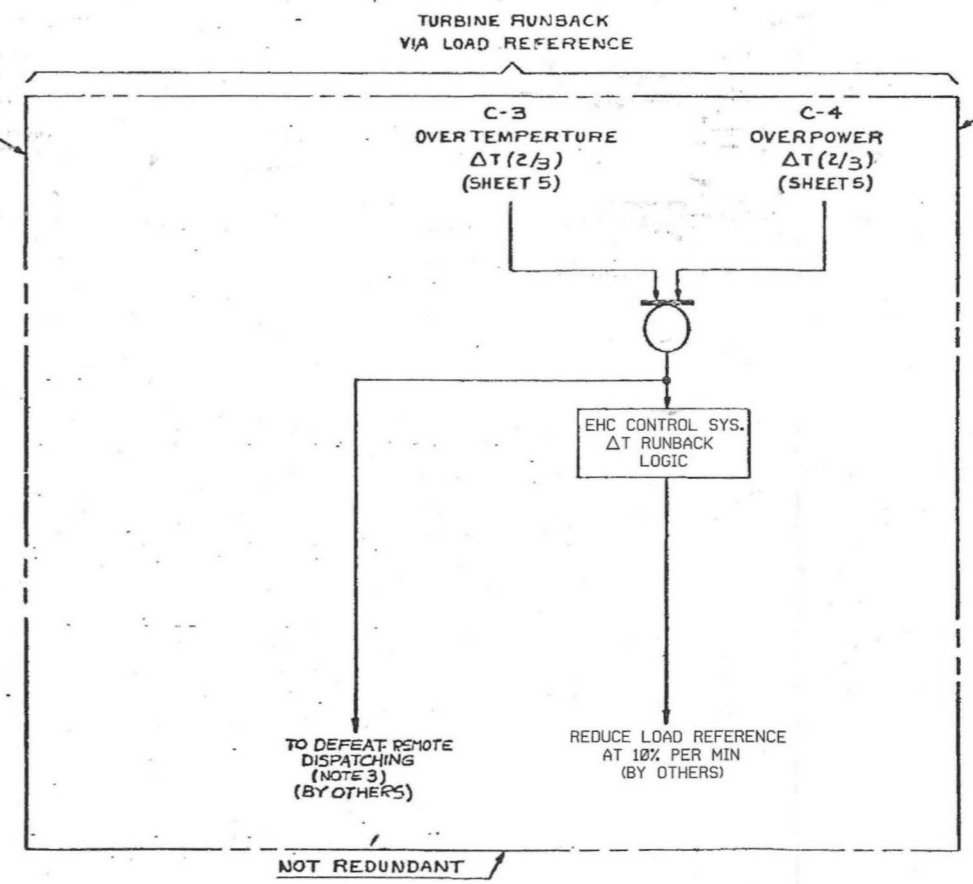 TURBINE RUNBACK
VIA LOAD REFERENCE
C-3
OVERTEMPERTURE
ΔT (2/3)
(SHEET 5)
C-4
OVERPOWER
ΔT (2/3)
(SHEET 5)
EHC CONTROL SYS.
ΔT RUNBACK
LOGIC
TO DEFEAT REMOTE
DISPATCHING
(NOTE 3)
(BY OTHERS)
REDUCE LOAD REFERENCE
AT 10% PER MIN
(BY OTHERS)
NOT REDUNDANT